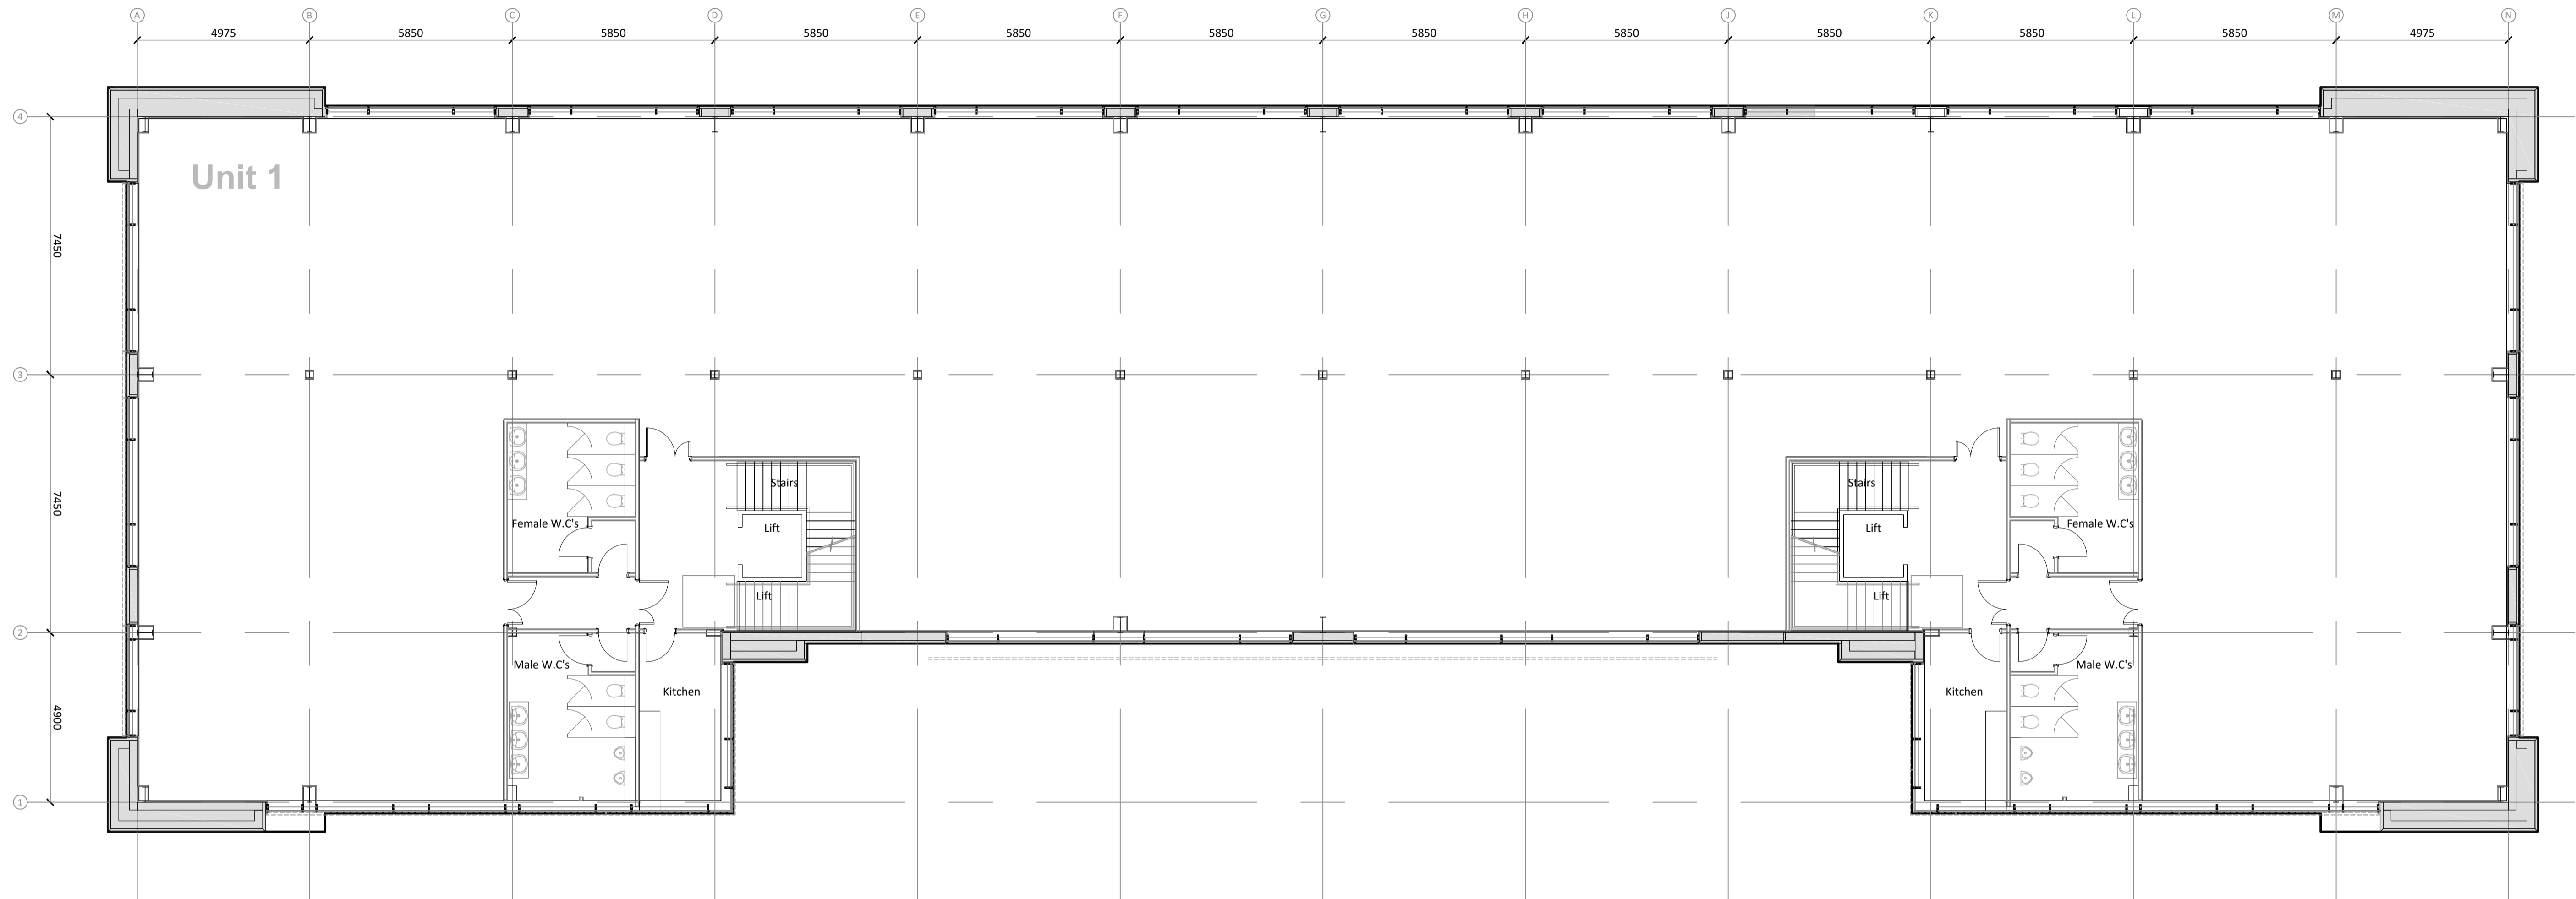 A B C D E F G H J K L M N
4975 5850 5850 5850 5850 5850 5850 5850 5850 5850 5850 4975
4
Unit 1
7450
3
Stairs Stairs
7450
Female W.C's Lift Lift Female W.C's
Lift Lift
2
Male W.C's Male W.C's
Kitchen Kitchen
4900
1